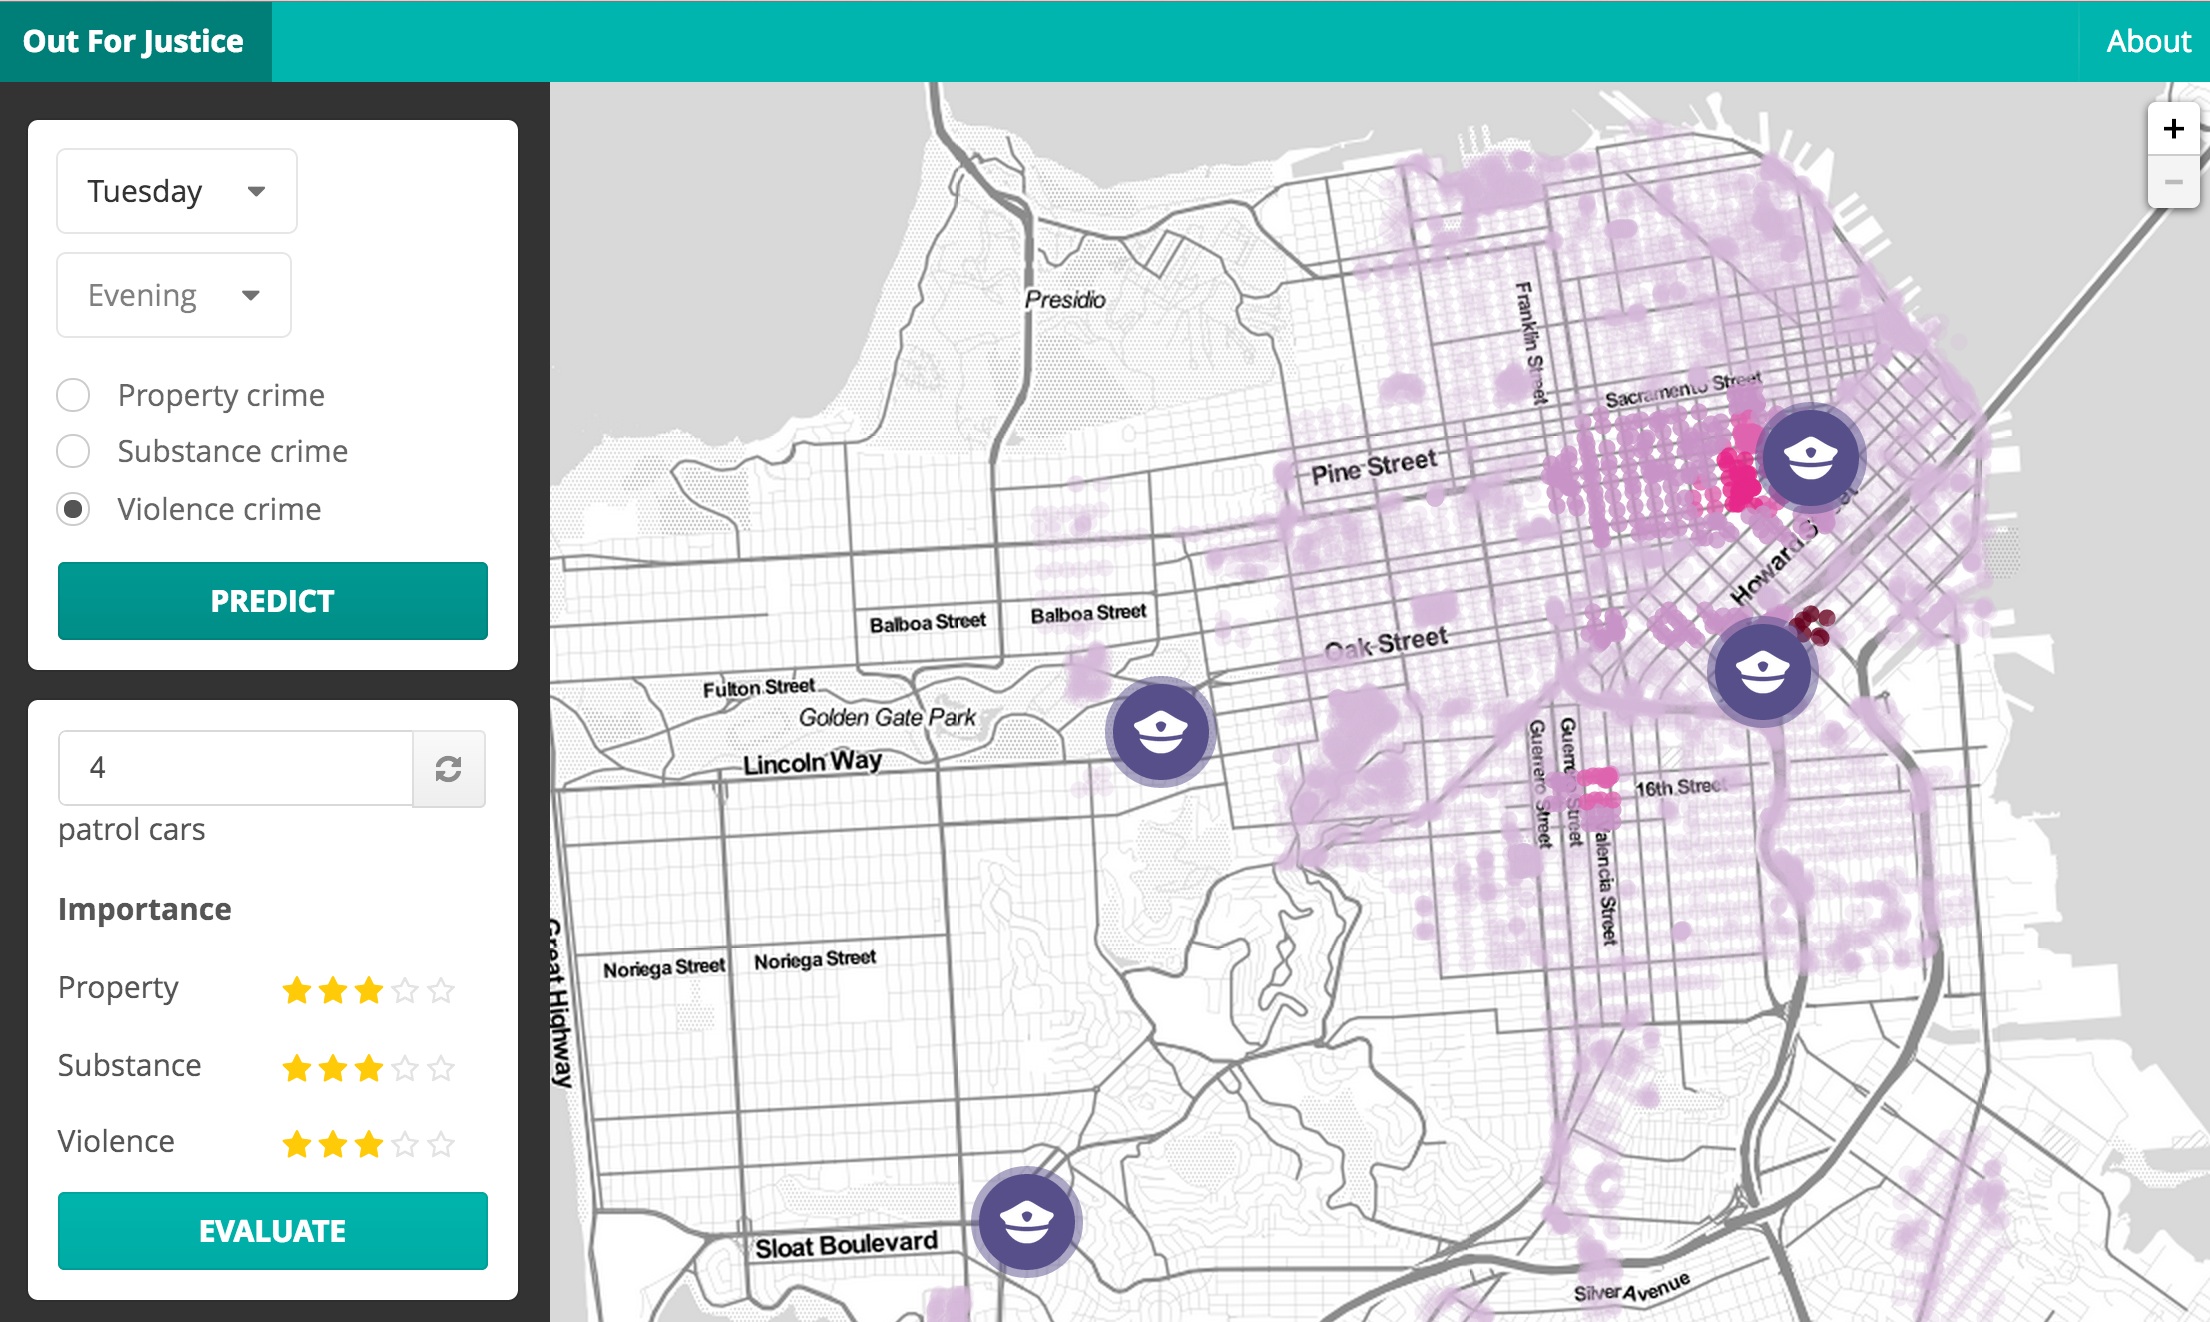 Out For Justice
About
Tuesday
Evening
Property crime
Substance crime
Violence crime
PREDICT
4
patrol cars
Importance
Property
Substance
Violence
EVALUATE
+
−
Presidio
Franklin Street
Sacramento Street
Pine Street
Howard
Balboa Street
Balboa Street
Oak Street
Fulton Street
Golden Gate Park
Lincoln Way
Guerrero Street
Guerrero Street
16th Street
alencia Street
Great Highway
Noriega Street
Noriega Street
Sloat Boulevard
Silver Avenue